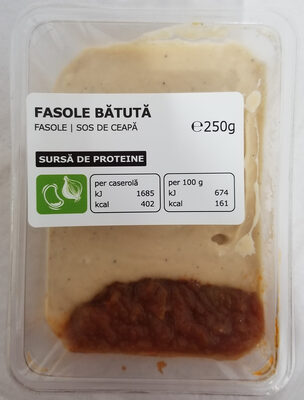 FASOLE BĂTUTĂ
FASOLE | SOS DE CEAPĂ
℮250g
SURSĂ DE PROTEINE
per caserolă
kJ 1685
kcal 402
per 100 g
kJ 674
kcal 161